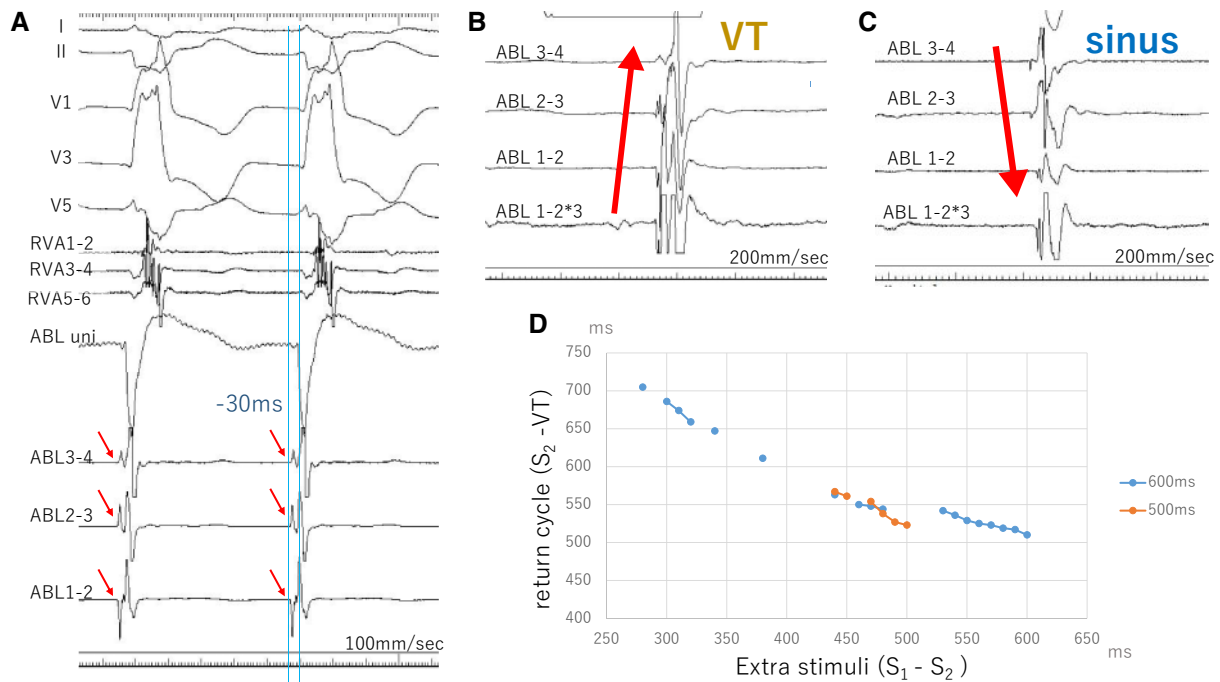 A
I
II
V1
V3
V5
RVA1-2
RVA3-4
RVA5-6
ABL uni
-30ms
ABL3-4
ABL2-3
ABL1-2
100mm/sec
B
VT
ABL 3-4
ABL 2-3
ABL 1-2
ABL 1-2*3
200mm/sec
C
sinus
ABL 3-4
ABL 2-3
ABL 1-2
ABL 1-2*3
200mm/sec
D
ms
750
700
650
600
550
500
450
400
return cycle (S2 -VT)
250 300 350 400 450 500 550 600 650
ms
Extra stimuli (S1 - S2 )
600ms
500ms